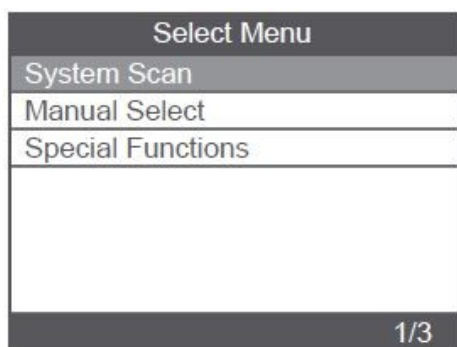 Select Menu
System Scan
Manual Select
Special Functions
1/3